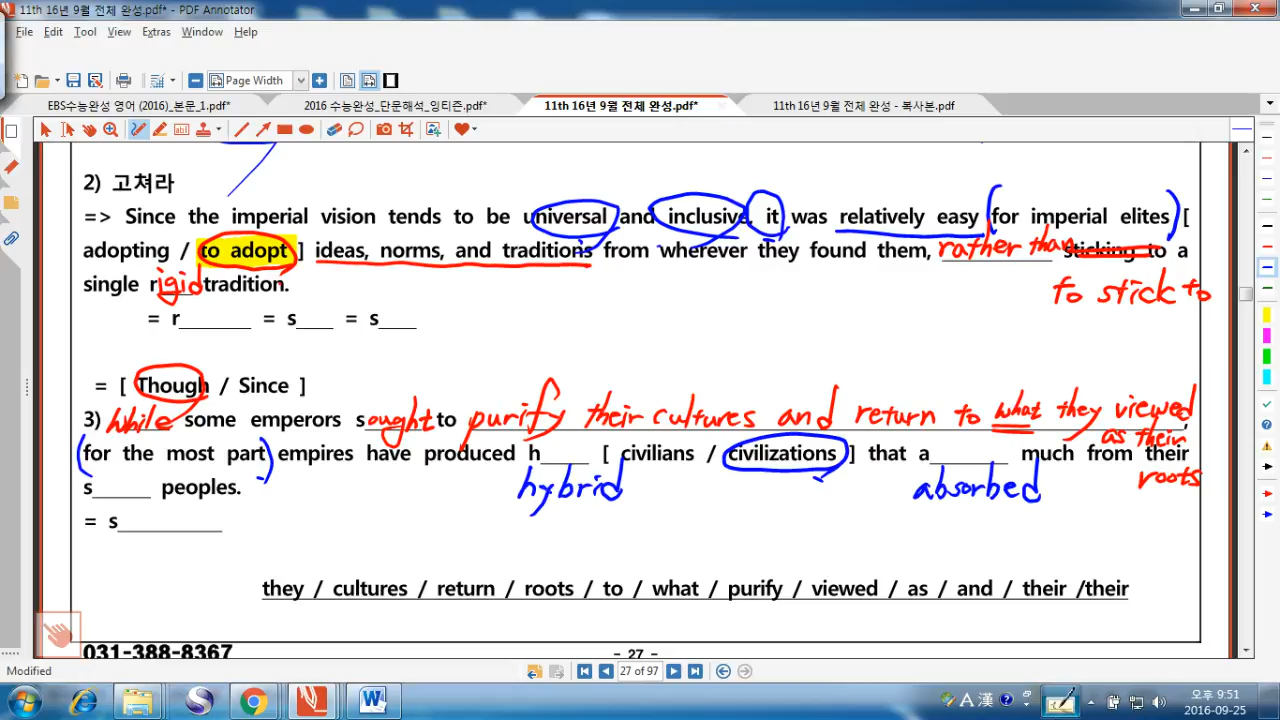 11th 16년 9월 전체 완성.pdf* - PDF Annotator
File Edit Tool View Extras Window Help
Page Width
EBS수능완성 영어 (2016)_본문_1.pdf* 2016 수능완성_단문해석_잉티즌.pdf* 11th 16년 9월 전체 완성.pdf* 11th 16년 9월 전체 완성 - 복사본.pdf
2) 고쳐라
=> Since the imperial vision tends to be universal and inclusive, it was relatively easy (for imperial elites) [
adopting / to adopt ] ideas, norms, and traditions from wherever they found them, rather than sticking to a
single rigid tradition. to stick to
= r_______ = s____ = s____
= [ Though / Since ]
3) while some emperors sought to purify their cultures and return to what they viewed as their roots,
(for the most part) empires have produced h____ [ civilians / civilizations ] that a_______ much from their
s______ peoples. hybrid absorbed
= s___________
they / cultures / return / roots / to / what / purify / viewed / as / and / their /their
031-388-8367 - 27 -
Modified 27 of 97
A 漢 오후 9:51
2016-09-25